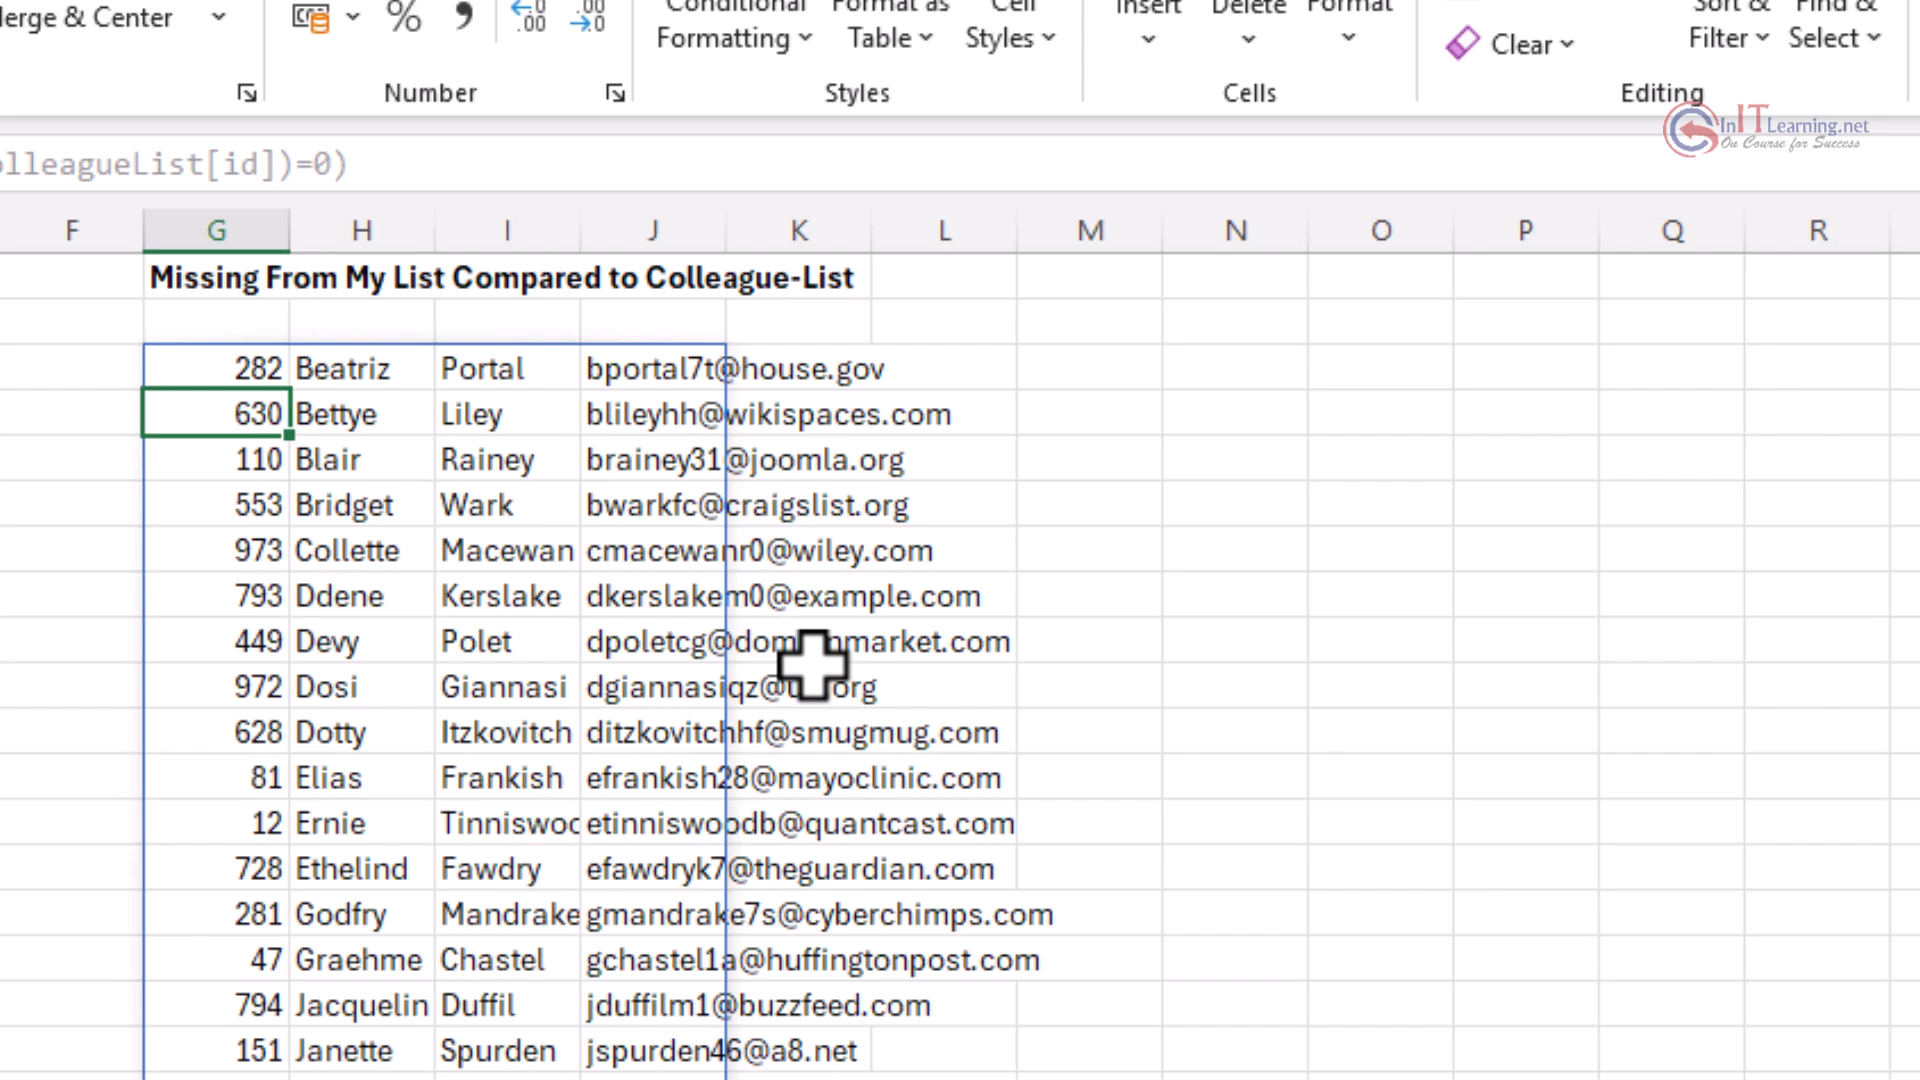 Merge & Center
%
Conditional
Formatting
Format as
Table
Cell
Styles
Insert
Delete
Format
Clear
Sort &
Filter
Find &
Select
Number
Styles
Cells
Editing
InITLearning.net
On Course for Success
olleagueList[id])=0)
F G H I J K L M N O P Q R
Missing From My List Compared to Colleague-List
282 Beatriz Portal bportal7t@house.gov
630 Bettye Liley blileyhh@wikispaces.com
110 Blair Rainey brainey31@joomla.org
553 Bridget Wark bwarkfc@craigslist.org
973 Collette Macewan cmacewanr0@wiley.com
793 Ddene Kerslake dkerslakem0@example.com
449 Devy Polet
972 Dosi Giannasi
628 Dotty Itzkovitch ditzkovitchhf@smugmug.com
81 Elias Frankish efrankish28@mayoclinic.com
12 Ernie Tinniswoo etinniswoodb@quantcast.com
728 Ethelind Fawdry efawdryk7@theguardian.com
281 Godfry Mandrake gmandrake7s@cyberchimps.com
47 Graehme Chastel gchastel1a@huffingtonpost.com
794 Jacquelin Duffil jduffilm1@buzzfeed.com
151 Janette Spurden jspurden46@a8.net